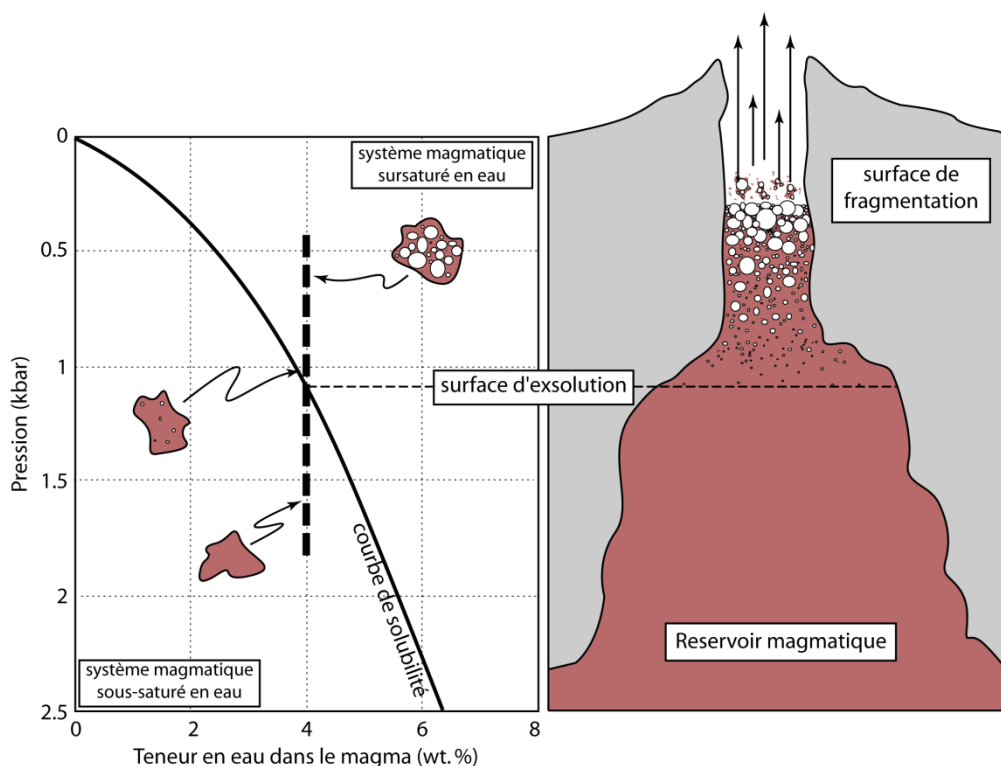 0
0.5
1
1.5
2
2.5
Pression (kbar)
système magmatique
sursaturé en eau
surface d'exsolution
courbe de solubilité
système magmatique
sous-saturé en eau
0
2
4
6
8
Teneur en eau dans le magma (wt. %)
surface de
fragmentation
Reservoir magmatique